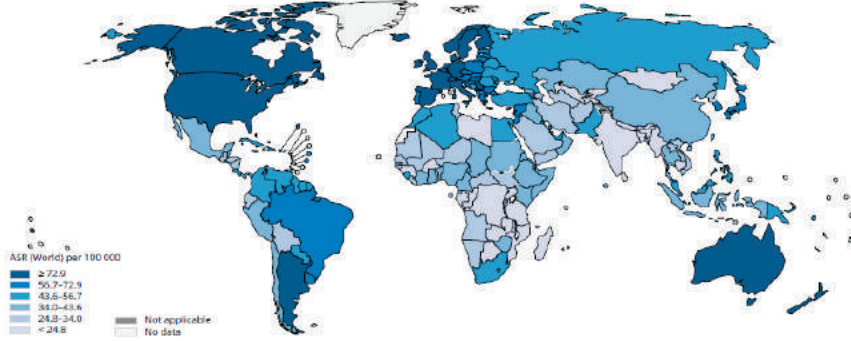 ASR (World) per 100 000
≥ 72.9
56.7–72.9
43.6–56.7
34.0–43.6
24.8–34.0
< 24.8
Not applicable
No data